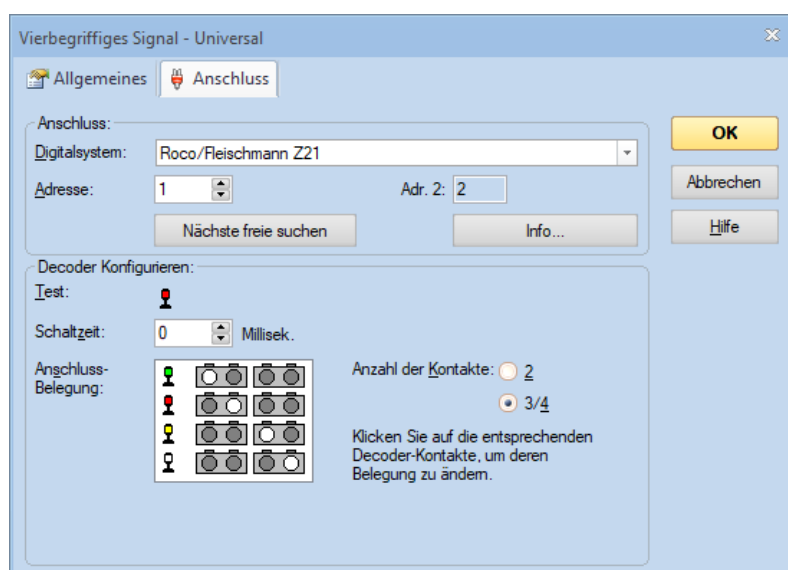 Vierbegriffiges Signal - Universal
Allgemeines Anschluss
Anschluss:
Digitalsystem: Roco/Fleischmann Z21
Adresse: 1 Adr. 2: 2
Nächste freie suchen Info...
OK
Abbrechen
Hilfe
Decoder Konfigurieren:
Test:
Schaltzeit: 0 Millisek.
Anschluss-
Belegung:
Anzahl der Kontakte: 2
3/4
Klicken Sie auf die entsprechenden
Decoder-Kontakte, um deren
Belegung zu ändern.